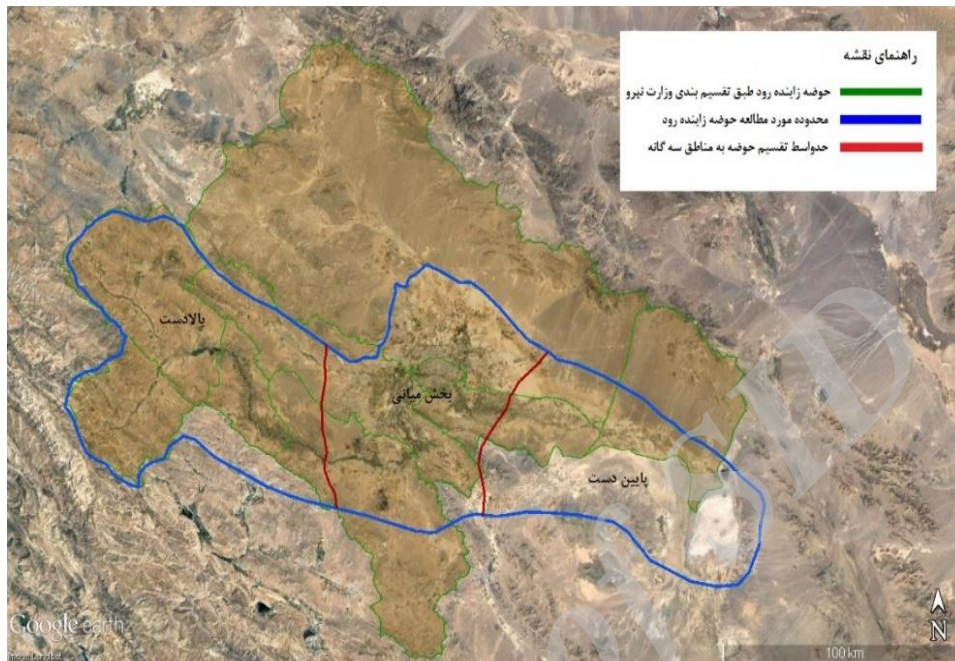 راهنمای نقشه
حوضه زاینده رود طبق تقسیم بندی وزارت نیرو
محدوده مورد مطالعه حوضه زاینده رود
حدواسط تقسیم حوضه به مناطق سه گانه
بالادست
بخش میانی
پایین دست
Google earth
N
100 km